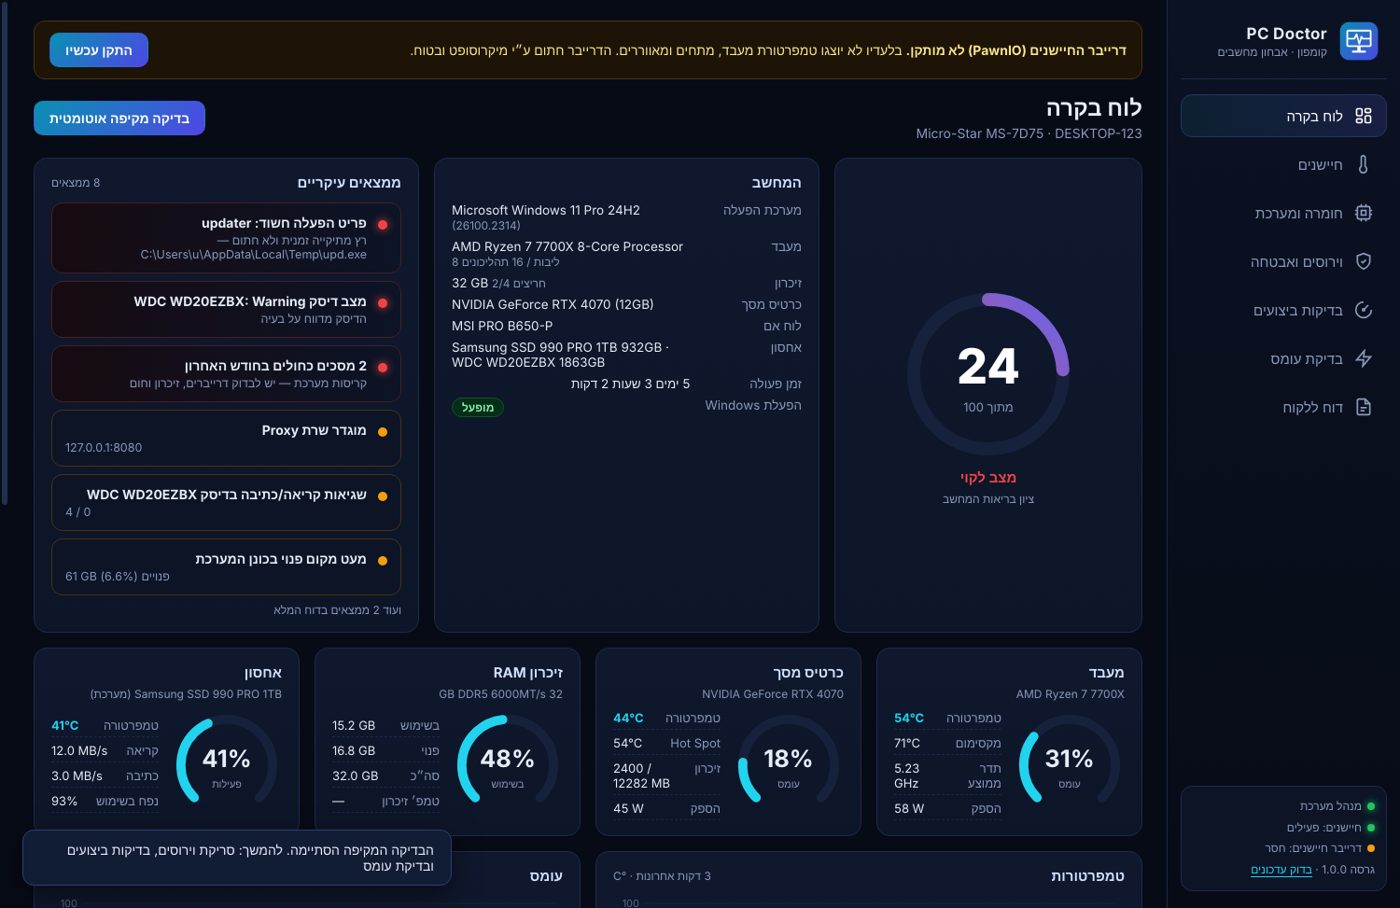 PC Doctor
קומפיון · אבחון מחשבים
לוח בקרה
חיישנים
חומרה ומערכת
וירוסים ואבטחה
בדיקות ביצועים
בדיקת עומס
דוח ללקוח
מנהל מערכת
חיישנים: פעילים
דרייבר חיישנים: חסר
גרסה 1.0.0 · בדוק עדכונים
דרייבר החיישנים (PawnIO) לא מותקן. בלעדיו לא יוצגו טמפרטורת מעבד, מתחים ומאווררים. הדרייבר חתום ע״י מיקרוסופט ובטוח.
התקן עכשיו
לוח בקרה
Micro-Star MS-7D75 · DESKTOP-123
בדיקה מקיפה אוטומטית
24
מתוך 100
מצב לקוי
ציון בריאות המחשב
המחשב
מערכת הפעלה
Microsoft Windows 11 Pro 24H2
(26100.2314)
מעבד
AMD Ryzen 7 7700X 8-Core Processor
8 ליבות / 16 תהליכונים
זיכרון
32 GB 2/4 חריצים
כרטיס מסך
NVIDIA GeForce RTX 4070 (12GB)
לוח אם
MSI PRO B650-P
אחסון
Samsung SSD 990 PRO 1TB 932GB ·
WDC WD20EZBX 1863GB
זמן פעולה
5 ימים 3 שעות 2 דקות
הפעלת Windows
מופעל
ממצאים עיקריים
8 ממצאים
פריט הפעלה חשוד: updater
רץ מתיקייה זמנית ולא חתום —
C:\Users\u\AppData\Local\Temp\upd.exe
מצב דיסק WDC WD20EZBX: Warning
הדיסק מדווח על בעיה
2 מסכים כחולים בחודש האחרון
קריסות מערכת — יש לבדוק דרייברים, זיכרון וחום
מוגדר שרת Proxy
127.0.0.1:8080
שגיאות קריאה/כתיבה בדיסק WDC WD20EZBX
4 / 0
מעט מקום פנוי בכונן המערכת
61 GB (6.6%) פנויים
ועוד 2 ממצאים בדוח המלא
מעבד
AMD Ryzen 7 7700X
31%
עומס
טמפרטורה
54°C
מקסימום
71°C
תדר ממוצע
5.23 GHz
הספק
58 W
כרטיס מסך
NVIDIA GeForce RTX 4070
18%
עומס
טמפרטורה
44°C
Hot Spot
54°C
זיכרון
2400 / 12282 MB
הספק
45 W
זיכרון RAM
32 GB DDR5 6000MT/s
48%
בשימוש
בשימוש
15.2 GB
פנוי
16.8 GB
סה״כ
32.0 GB
טמפ׳ זיכרון
—
אחסון
Samsung SSD 990 PRO 1TB (מערכת)
41%
פעילות
טמפרטורה
41°C
קריאה
12.0 MB/s
כתיבה
3.0 MB/s
נפח בשימוש
93%
טמפרטורות
3 דקות אחרונות · °C
100
עומס
100
הבדיקה המקיפה הסתיימה. להמשך: סריקת וירוסים, בדיקות ביצועים
ובדיקת עומס